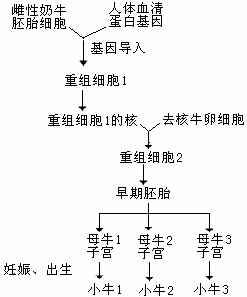 雌性奶牛 人体血清
胚胎细胞 蛋白基因
基因导入
重组细胞1
重组细胞1的核 去核牛卵细胞
重组细胞2
早期胚胎
母牛1 母牛2 母牛3
子宫 子宫 子宫
妊娠、出生
小牛1 小牛2 小牛3